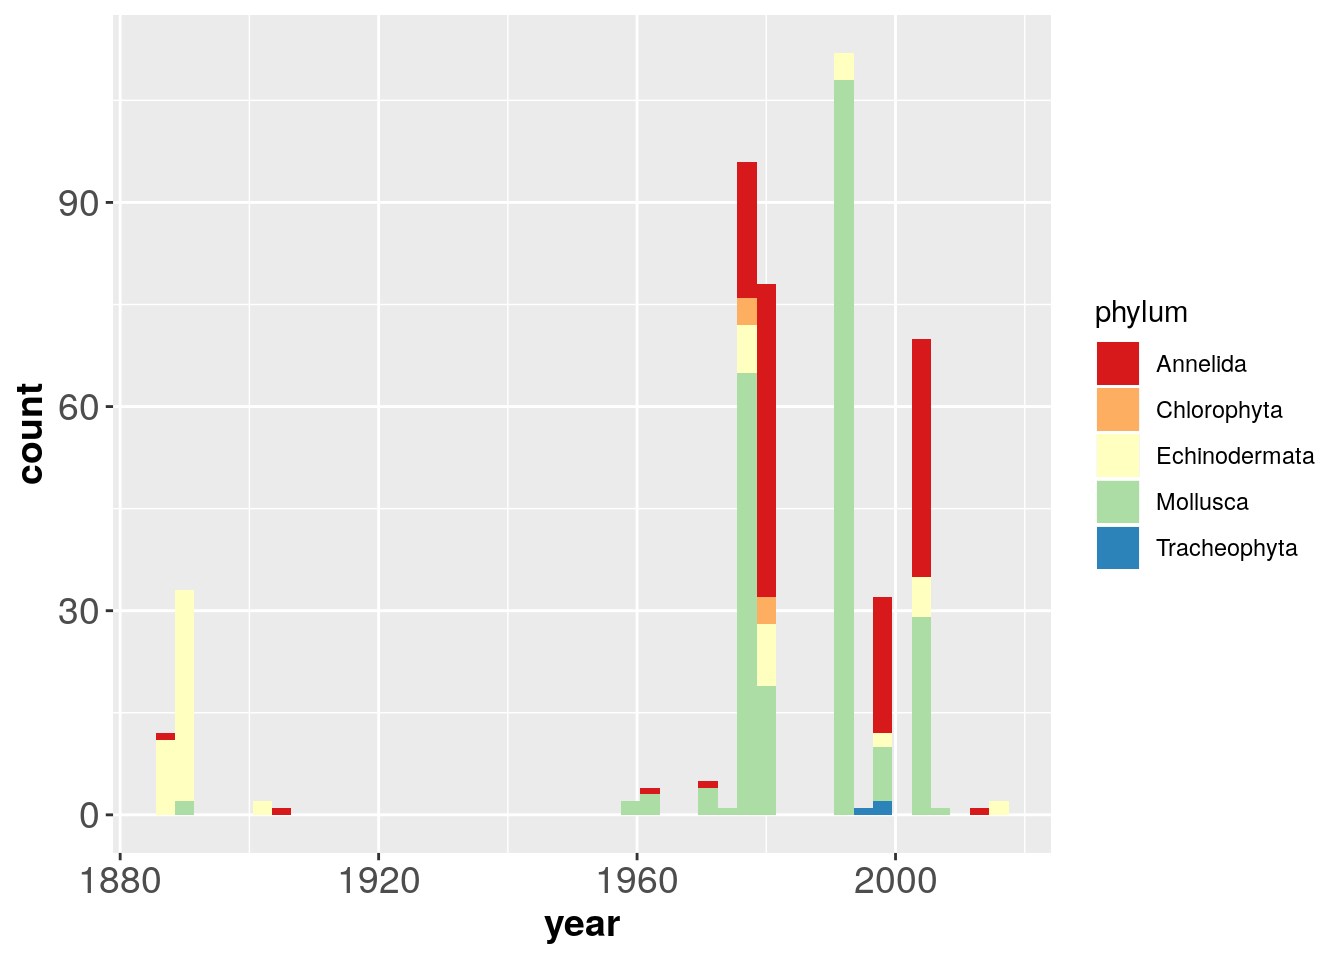 90
60
30
0
count
1880 1920 1960 2000
year
phylum
Annelida
Chlorophyta
Echinodermata
Mollusca
Tracheophyta